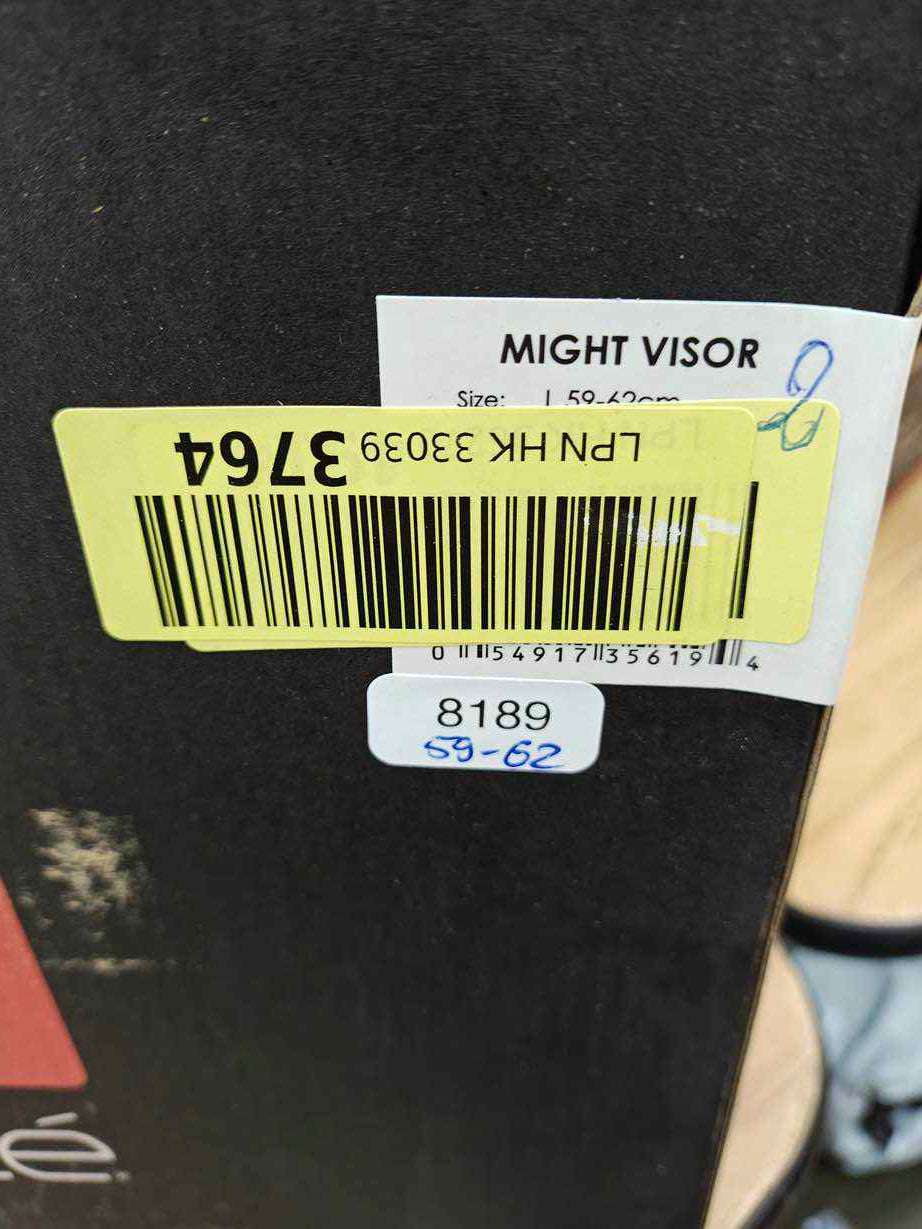 MIGHT VISOR
Size: L 59-62cm
LPN HK 33039 3764
0 54917 35619 4
8189
59-62